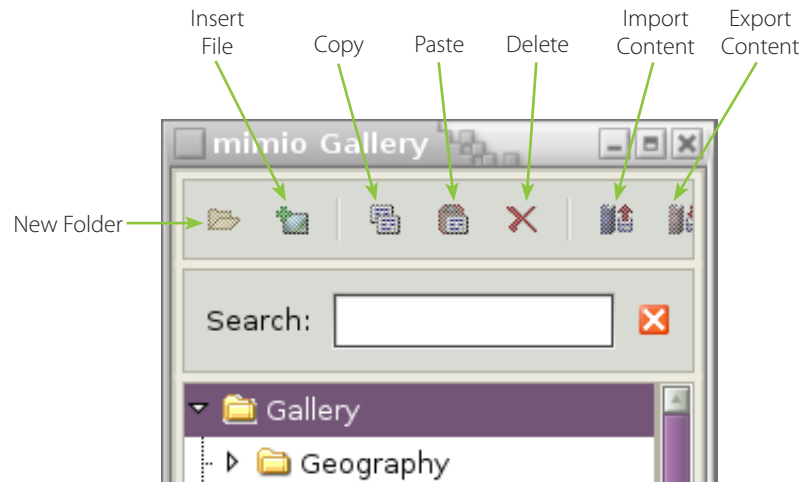 Insert
File
Copy
Paste
Delete
Import
Content
Export
Content
mimio Gallery
New Folder
Search:
Gallery
Geography